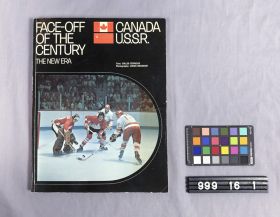 FACE-OFF
OF THE
CENTURY
THE NEW ERA
CANADA
U.S.S.R.
999 16 1